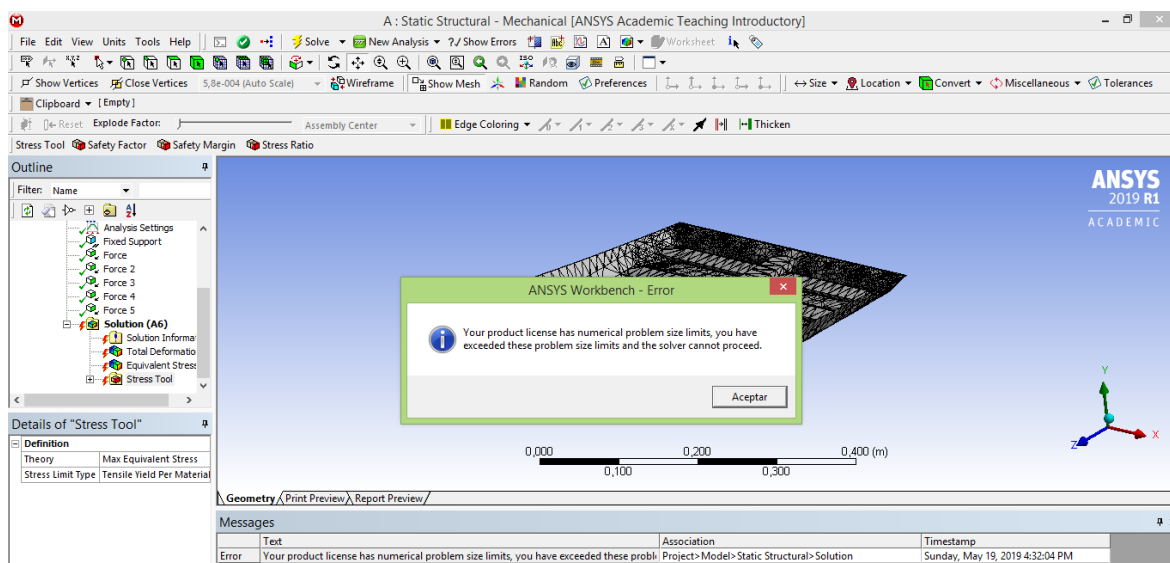 A : Static Structural - Mechanical [ANSYS Academic Teaching Introductory]
File Edit View Units Tools Help Solve New Analysis ?/ Show Errors A Worksheet
Show Vertices Close Vertices 5,8e-004 (Auto Scale) Wireframe Show Mesh Random Preferences Size Location Convert Miscellaneous Tolerances
Clipboard [Empty]
Reset Explode Factor: Assembly Center Edge Coloring Thicken
Stress Tool Safety Factor Safety Margin Stress Ratio
Outline
Filter: Name
Analysis Settings
Fixed Support
Force
Force 2
Force 3
Force 4
Force 5
Solution (A6)
Solution Informa
Total Deformatio
Equivalent Stress
Stress Tool
ANSYS
2019 R1
ACADEMIC
ANSYS Workbench - Error
Your product license has numerical problem size limits, you have
exceeded these problem size limits and the solver cannot proceed.
Aceptar
Y
X
Z
0,000 0,200 0,400 (m)
0,100 0,300
Details of "Stress Tool"
Definition
Theory Max Equivalent Stress
Stress Limit Type Tensile Yield Per Material
Geometry Print Preview Report Preview
Messages
Text Association Timestamp
Error Your product license has numerical problem size limits, you have exceeded these probl Project>Model>Static Structural>Solution Sunday, May 19, 2019 4:32:04 PM